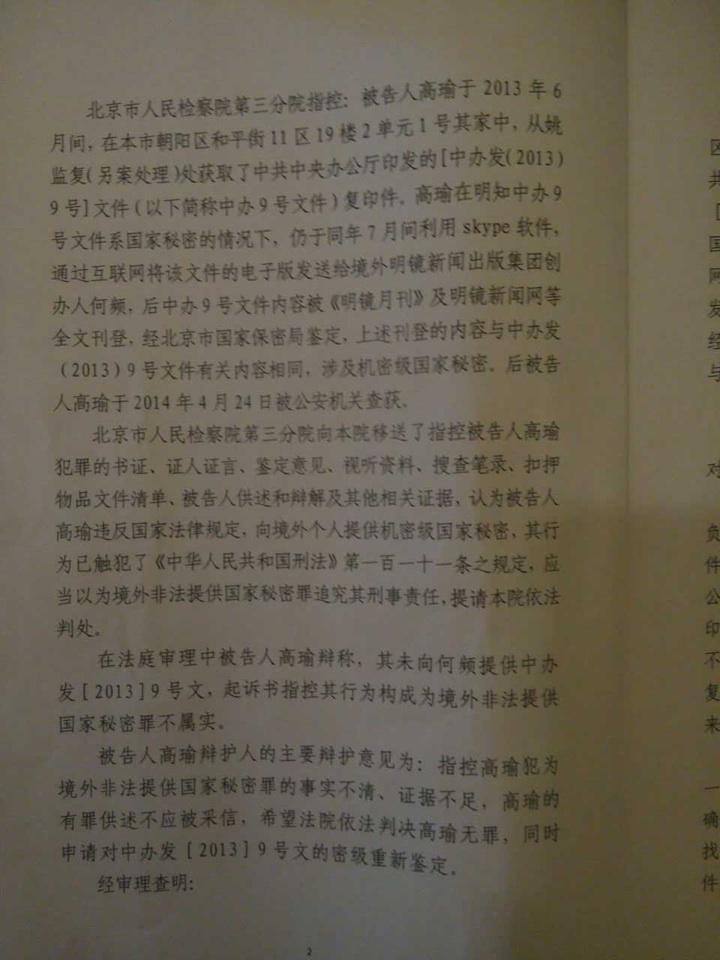 北京市人民检察院第三分院指控：被告人高瑜于 2013 年 6
月间，在本市朝阳区和平街 11 区 19 楼 2 单元 1 号其家中，从姚
监复(另案处理)处获取了中共中央办公厅印发的[中办发(2013)
9 号]文件(以下简称中办 9 号文件)复印件。高瑜在明知中办 9
号文件系国家秘密的情况下，仍于同年 7 月间利用 skype 软件，
通过互联网将该文件的电子版发送给境外明镜新闻出版集团创
办人何频，后中办 9 号文件内容被《明镜月刊》及明镜新闻网等
全文刊登，经北京市国家保密局鉴定，上述刊登的内容与中办发
（2013）9 号文件有关内容相同，涉及机密级国家秘密。后被告
人高瑜于 2014 年 4 月 24 日被公安机关查获。
北京市人民检察院第三分院向本院移送了指控被告人高瑜
犯罪的书证、证人证言、鉴定意见、视听资料、搜查笔录、扣押
物品文件清单、被告人供述和辩解及其他相关证据，认为被告人
高瑜违反国家法律规定，向境外个人提供机密级国家秘密，其行
为已触犯了《中华人民共和国刑法》第一百一十一条之规定，应
当以为境外非法提供国家秘密罪追究其刑事责任，提请本院依法
判处。
在法庭审理中被告人高瑜辩称，其未向何频提供中办
发[2013]9 号文，起诉书指控其行为构成为境外非法提供
国家秘密罪不属实。
被告人高瑜辩护人的主要辩护意见为：指控高瑜犯为
境外非法提供国家秘密罪的事实不清、证据不足，高瑜的
有罪供述不应被采信，希望法院依法判决高瑜无罪，同时
申请对中办发[2013]9 号文的密级重新鉴定。
经审理查明：
2
区
共
[
国
网
发
经
与
对
负
件
公
印
不
复
来
一
确
找
件